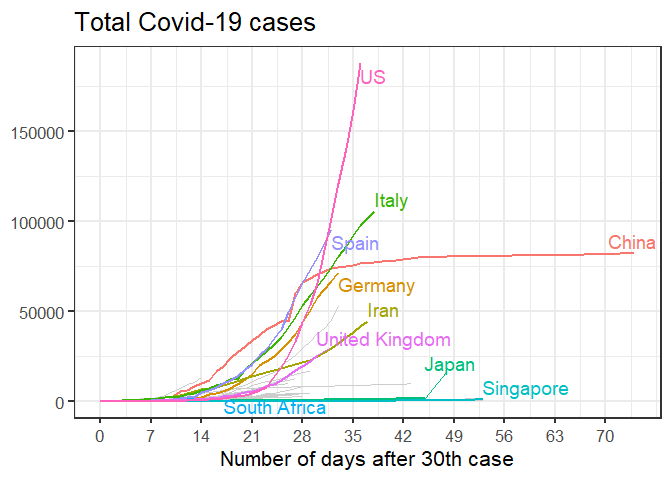 Total Covid-19 cases
US
150000
Italy
100000
Spain
China
Germany
50000
Iran
United Kingdom
Japan
Singapore
0
South Africa
0 7 14 21 28 35 42 49 56 63 70
Number of days after 30th case